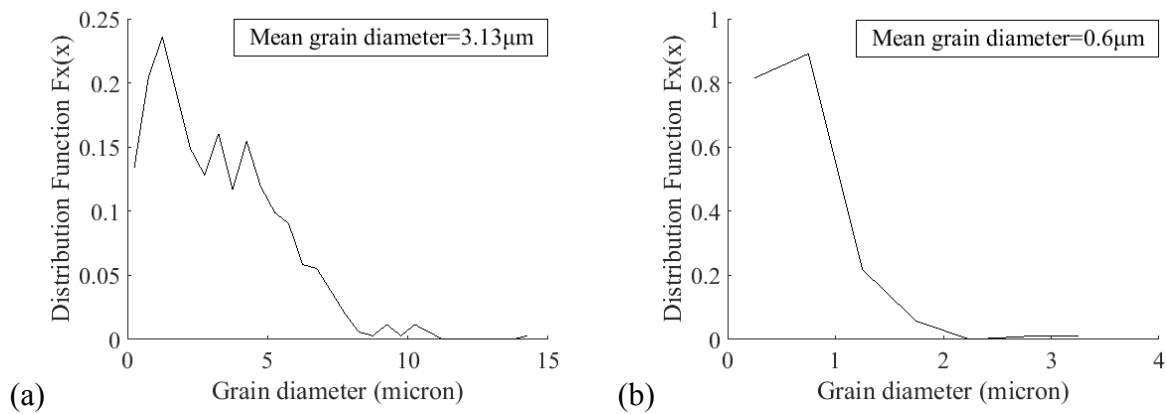 Mean grain diameter=3.13μm
Distribution Function Fx(x)
0.25
0.2
0.15
0.1
0.05
0
0 5 10 15
Grain diameter (micron)
(a)
Mean grain diameter=0.6μm
Distribution Function Fx(x)
1
0.8
0.6
0.4
0.2
0
0 1 2 3 4
Grain diameter (micron)
(b)